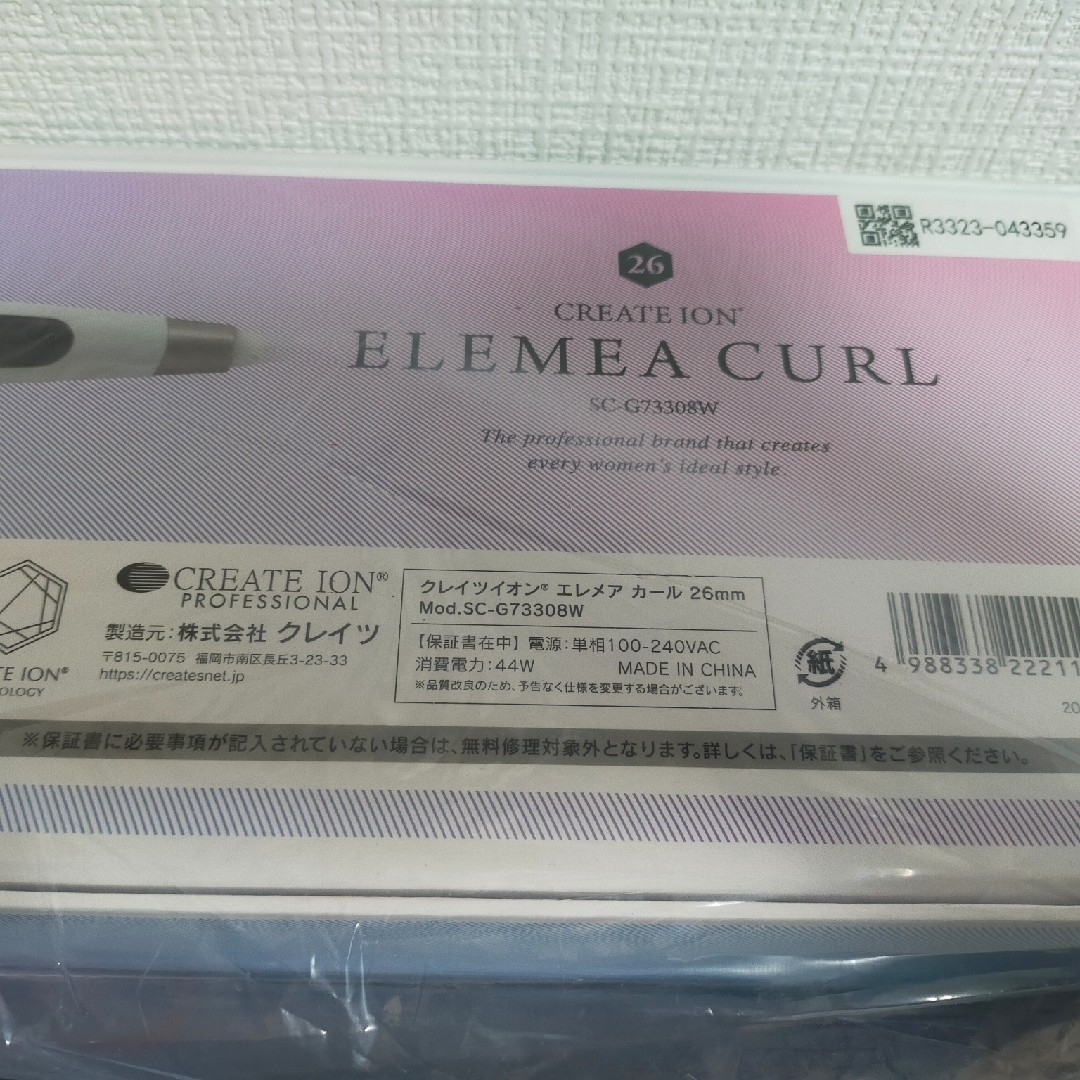 R3323-043359
26
CREATE ION®
ELEMEA CURL
SC-G73308W
The professional brand that creates
every women's ideal style
CREATE ION®
PROFESSIONAL
製造元:株式会社 クレイツ
〒815-0075 福岡市南区長丘3-23-33
https://createsnet.jp
ION®
OLOGY
クレイツイオン® エレメア カール 26mm
Mod.SC-G73308W
【保証書在中】 電源:単相100-240VAC
消費電力:44W MADE IN CHINA
※品質改良のため、予告なく仕様を変更する場合がございます。
紙
外箱
4 988338 22211
20
※保証書に必要事項が記入されていない場合は、無料修理対象外となります。詳しくは、「保証書」をご参照ください。